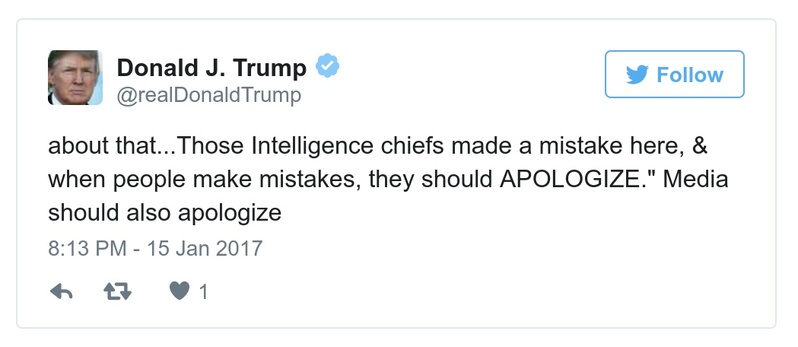 Donald J. Trump
@realDonaldTrump
Follow
about that...Those Intelligence chiefs made a mistake here, &
when people make mistakes, they should APOLOGIZE." Media
should also apologize
8:13 PM - 15 Jan 2017
1